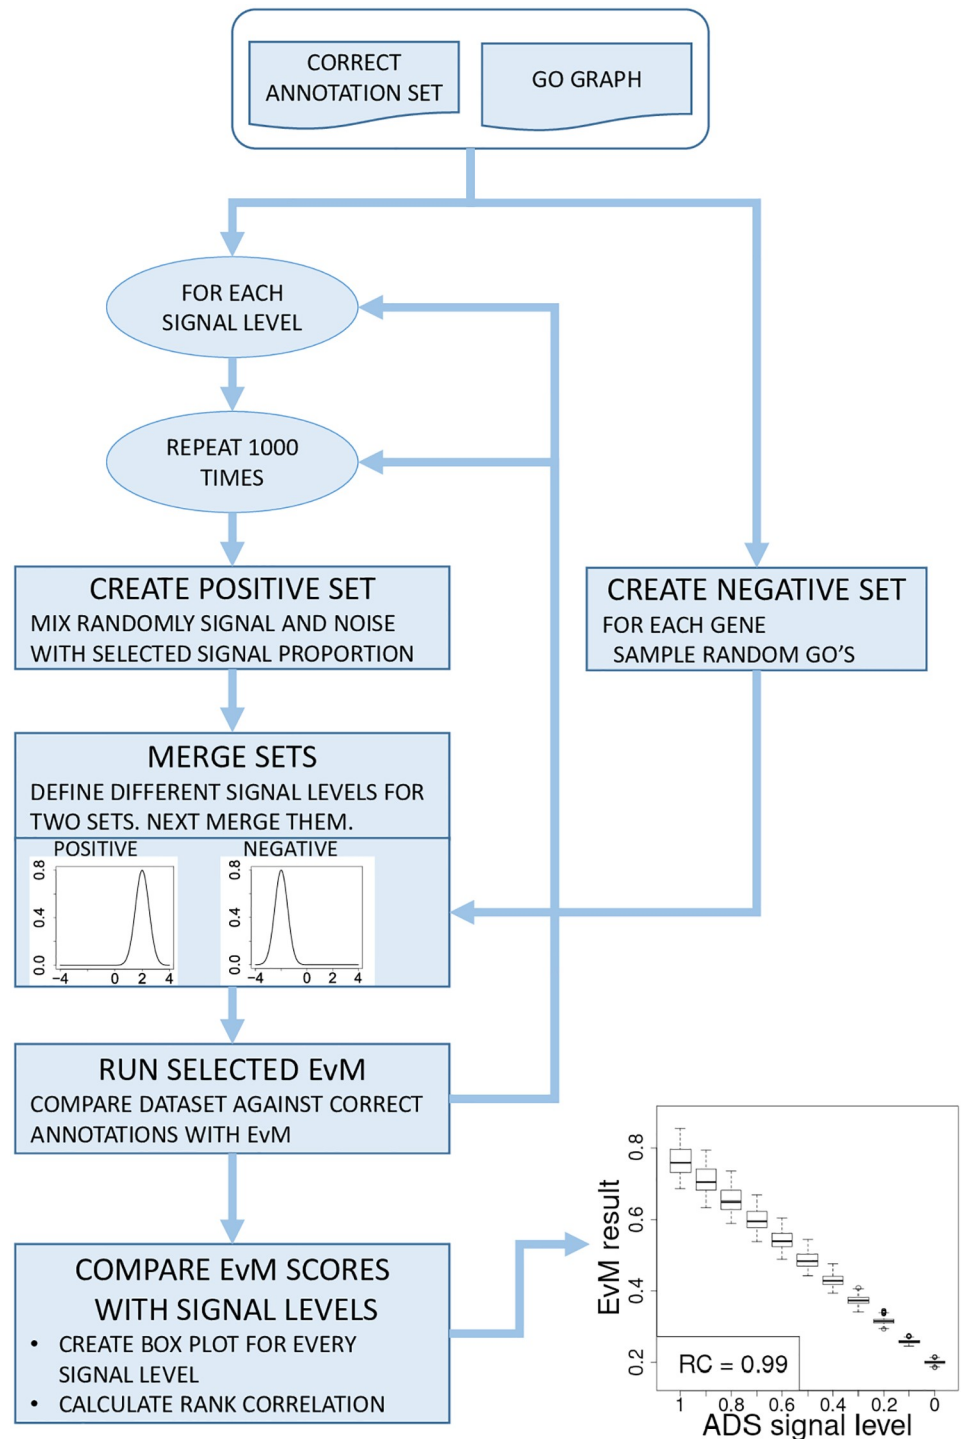 CORRECT
ANNOTATION SET
GO GRAPH
FOR EACH
SIGNAL LEVEL
REPEAT 1000
TIMES
CREATE POSITIVE SET
MIX RANDOMLY SIGNAL AND NOISE
WITH SELECTED SIGNAL PROPORTION
CREATE NEGATIVE SET
FOR EACH GENE
SAMPLE RANDOM GO'S
MERGE SETS
DEFINE DIFFERENT SIGNAL LEVELS FOR
TWO SETS. NEXT MERGE THEM.
POSITIVE
0.8
0.4
0.0
-4 0 2 4
NEGATIVE
0.8
0.4
0.0
-4 0 2 4
RUN SELECTED EvM
COMPARE DATASET AGAINST CORRECT
ANNOTATIONS WITH EvM
COMPARE EvM SCORES
WITH SIGNAL LEVELS
• CREATE BOX PLOT FOR EVERY
SIGNAL LEVEL
• CALCULATE RANK CORRELATION
EvM result
0.8
0.6
0.4
0.2
RC = 0.99
1 0.8 0.6 0.4 0.2 0
ADS signal level